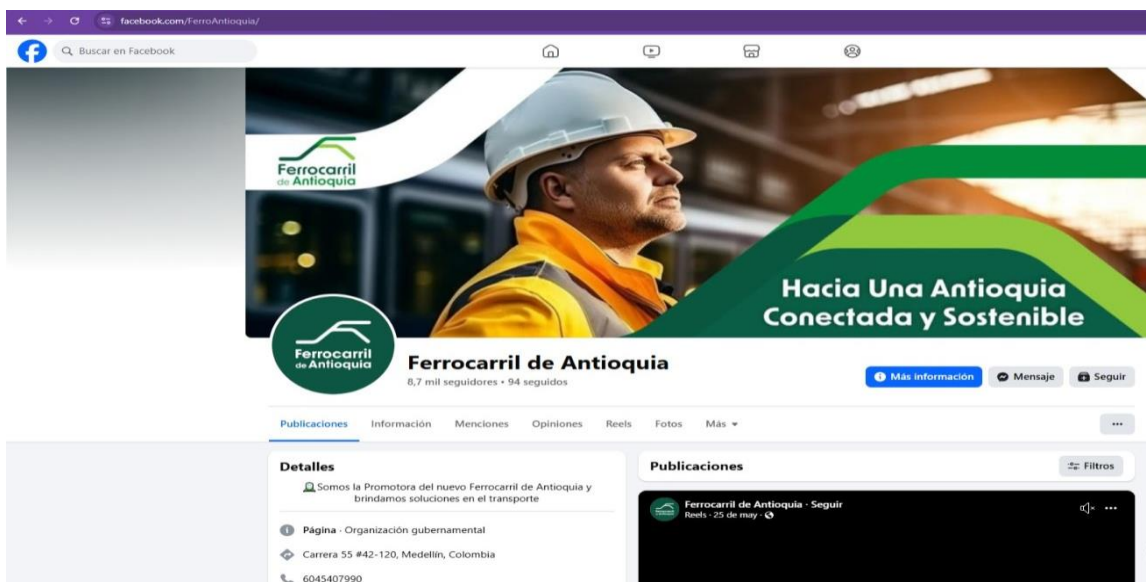 facebook.com/FerroAntioquia/
Buscar en Facebook
Ferrocarril
de Antioquia
Hacia Una Antioquia
Conectada y Sostenible
Ferrocarril
de Antioquia
Ferrocarril de Antioquia
8,7 mil seguidores • 94 seguidos
Más información
Mensaje
Seguir
Publicaciones
Información
Menciones
Opiniones
Reels
Fotos
Más
Detalles
Somos la Promotora del nuevo Ferrocarril de Antioquia y
brindamos soluciones en el transporte
Página · Organización gubernamental
Carrera 55 #42-120, Medellín, Colombia
6045407990
Publicaciones
Filtros
Ferrocarril de Antioquia · Seguir
Reels · 25 de may ·